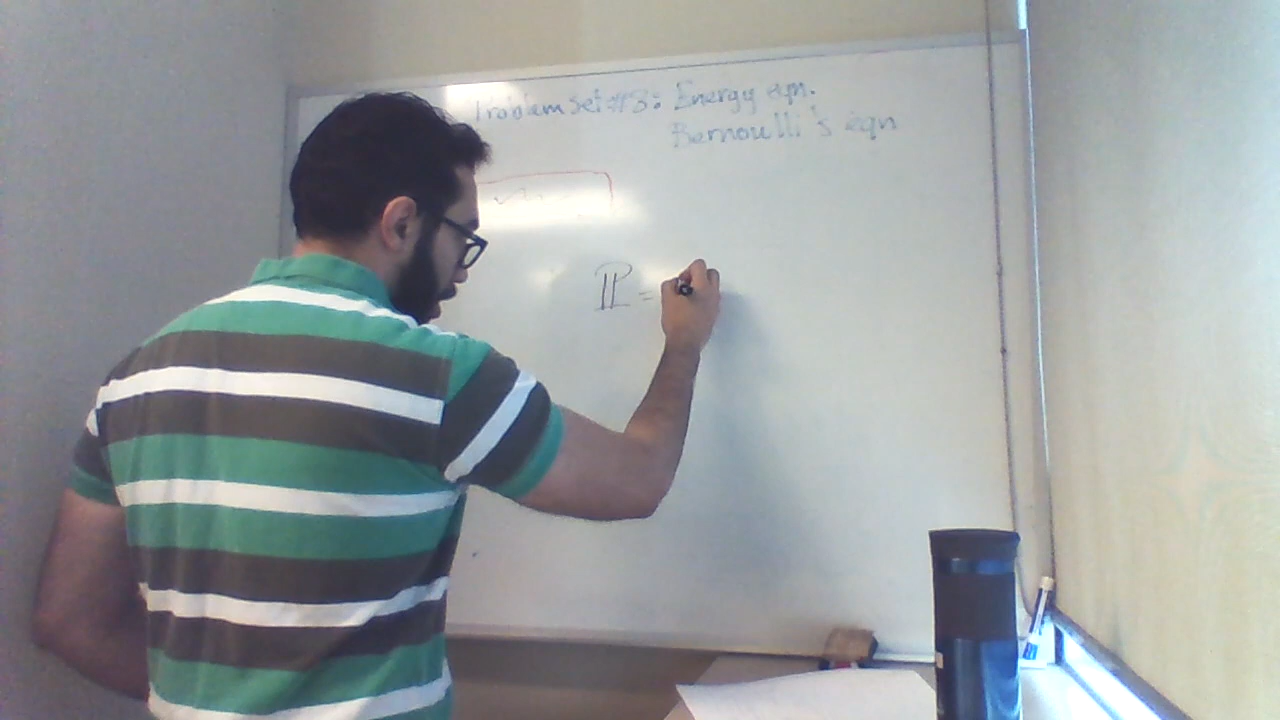 Problem Set #3: Energy eqn.
Bernoulli's eqn
ℙ =